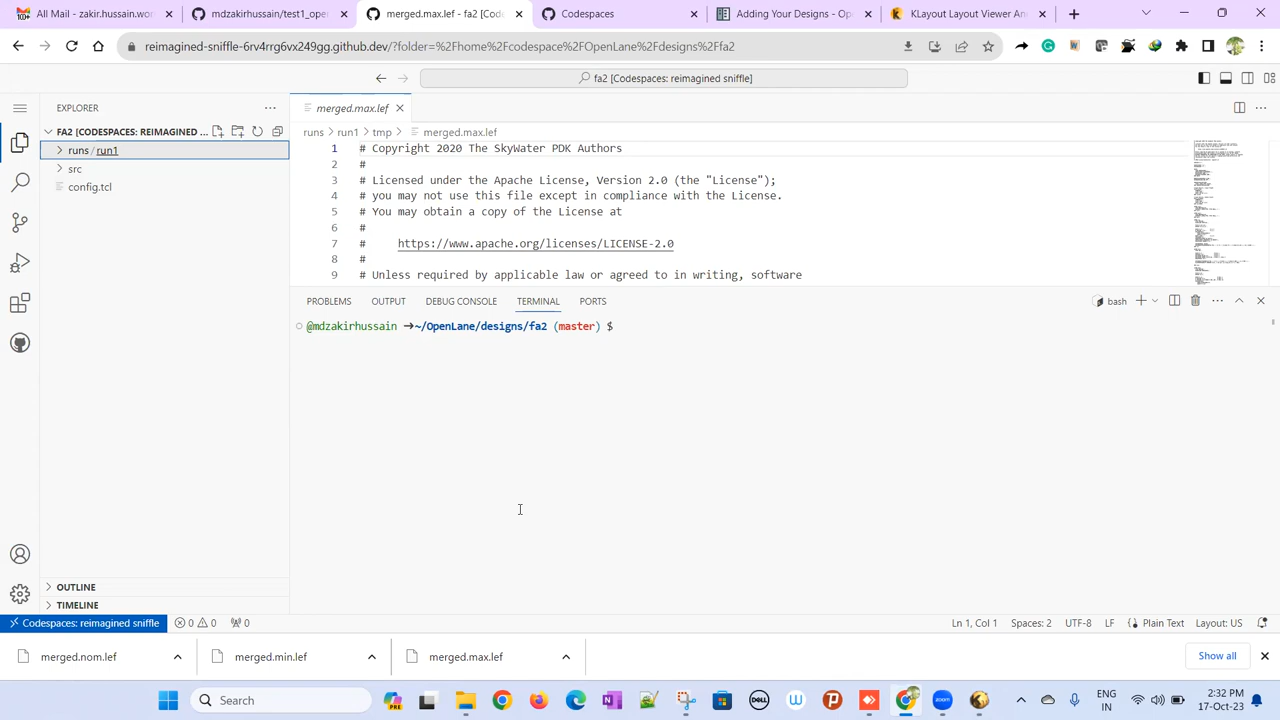 All Mail - zakir.hussain.wor
mdzakirhussain/test1_ope
merged.max.lef - fa2 [Code
Codespaces
Adding Your Designs - Op
KLayout Layout Viewer An
reimagined-sniffle-6rv4rrg6vx249gg.github.dev/?folder=%2Fhome%2Fcodespace%2FOpenLane%2Fdesigns%2Ffa2
fa2 [Codespaces: reimagined sniffle]
EXPLORER
merged.max.lef
FA2 [CODESPACES: REIMAGINED ...
runs / run1
src
config.tcl
runs > run1 > tmp > merged.max.lef
1 # Copyright 2020 The SkyWater PDK Authors
2 #
3 # Licensed under the Apache License, Version 2.0 (the "License");
4 # you may not use this file except in compliance with the License.
5 # You may obtain a copy of the License at
6 #
7 # https://www.apache.org/licenses/LICENSE-2.0
8 #
9 # Unless required by applicable law or agreed to in writing, software
PROBLEMS
OUTPUT
DEBUG CONSOLE
TERMINAL
PORTS
bash
@mdzakirhussain ➜~/OpenLane/designs/fa2 (master) $
OUTLINE
TIMELINE
Codespaces: reimagined sniffle
0
0
0
Ln 1, Col 1
Spaces: 2
UTF-8
LF
Plain Text
Layout: US
merged.nom.lef
merged.min.lef
merged.max.lef
Show all
Search
DELL
zoom
ENG
IN
2:32 PM
17-Oct-23